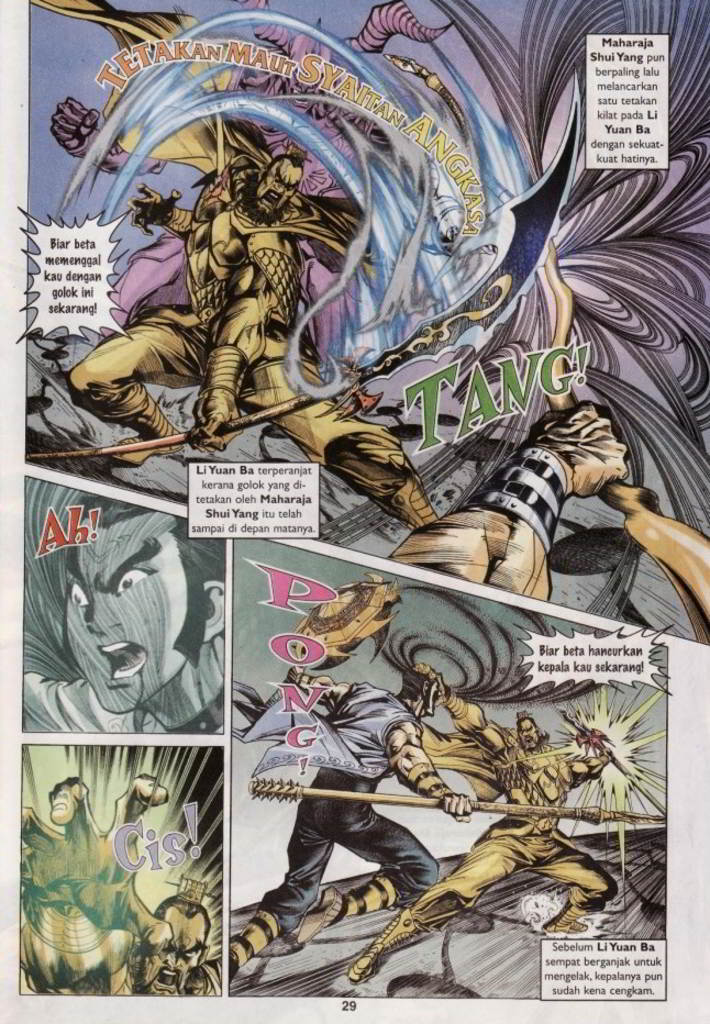 TETAKAN MAUT SYAITAN ANGKASA
Maharaja
Shui Yang pun
berpaling lalu
melancarkan
satu tetakan
kilat pada Li
Yuan Ba
dengan sekuat-
kuat hatinya.
Biar beta
memenggal
kau dengan
golok ini
sekarang!
TANG!
Li Yuan Ba terperanjat
kerana golok yang di-
tetakan oleh Maharaja
Shui Yang itu telah
sampai di depan matanya.
Ah!
PONG!
Biar beta hancurkan
kepala kau sekarang!
Cis!
Sebelum Li Yuan Ba
sempat berganjak untuk
mengelak, kepalanya pun
sudah kena cengkam.
29